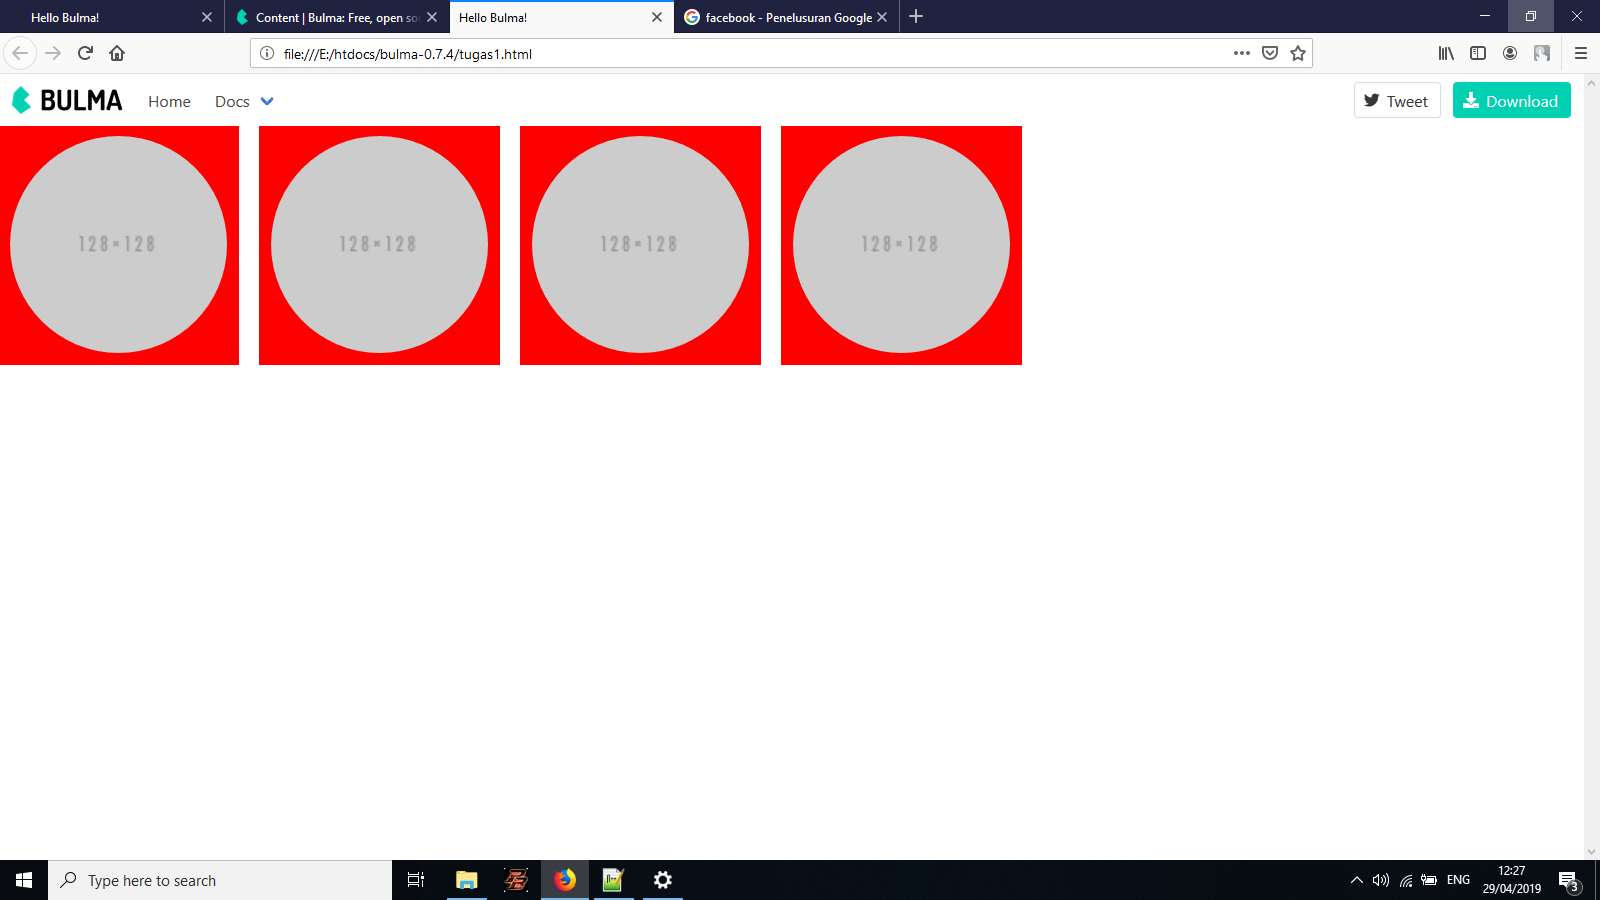 Hello Bulma!
Content | Bulma: Free, open so
Hello Bulma!
facebook - Penelusuran Google
file:///E:/htdocs/bulma-0.7.4/tugas1.html
BULMA
Home
Docs
Tweet
Download
128×128
128×128
128×128
128×128
Type here to search
ENG
12:27
29/04/2019
3